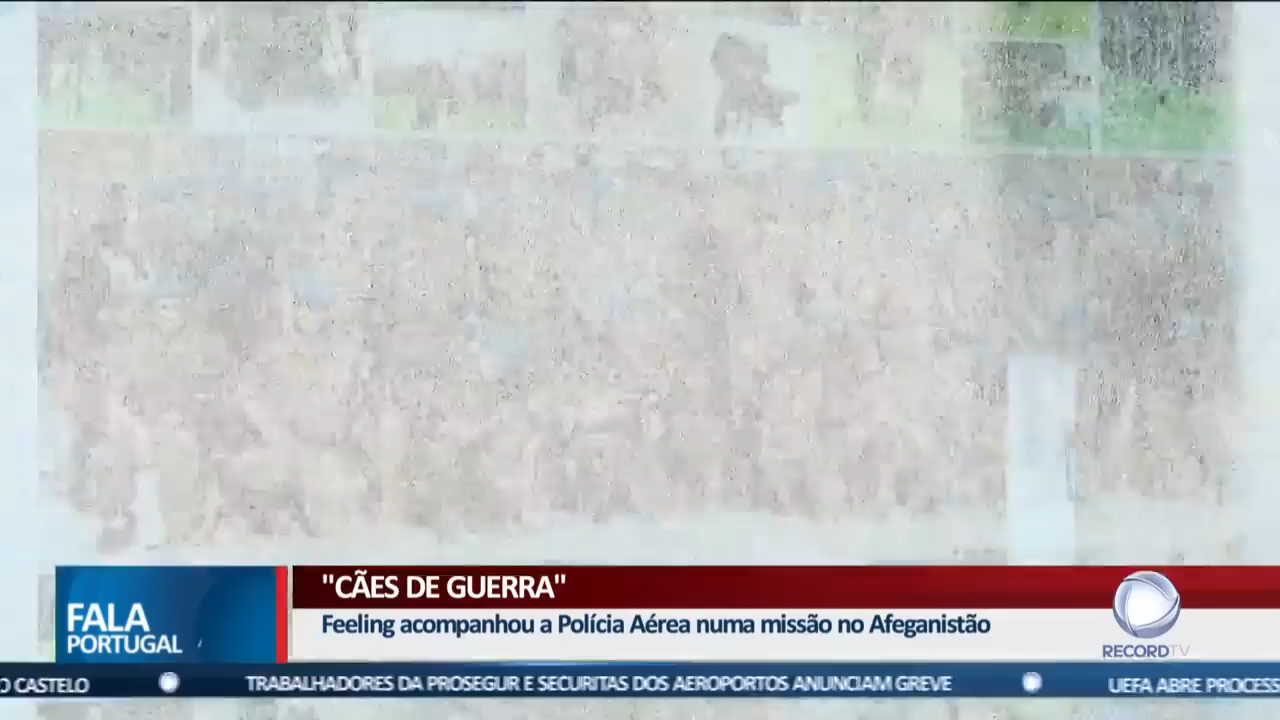 "CÃES DE GUERRA"
Feeling acompanhou a Polícia Aérea numa missão no Afeganistão
FALA
PORTUGAL
RECORD TV
O CASTELO
TRABALHADORES DA PROSEGUR E SECURITAS DOS AEROPORTOS ANUNCIAM GREVE
UEFA ABRE PROCESS